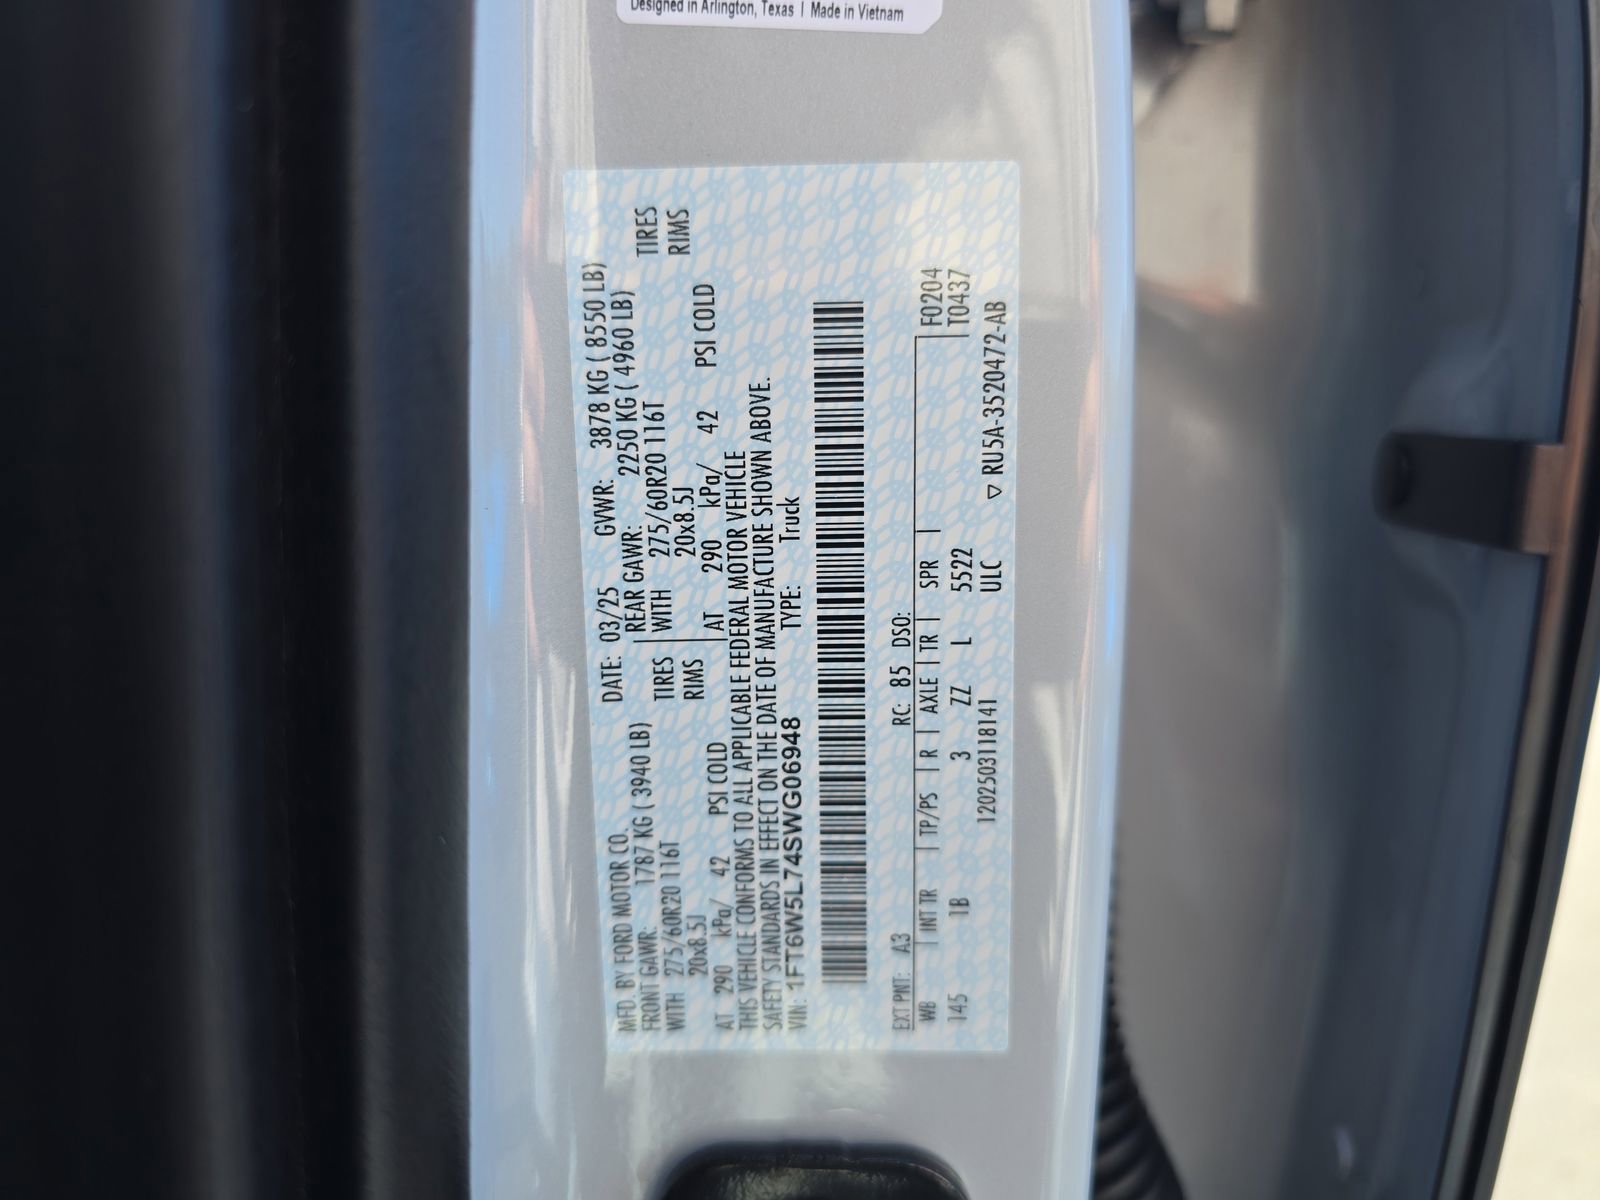 Designed in Arlington, Texas | Made in Vietnam
MFD. BY FORD MOTOR CO. DATE: 03/25 GVWR: 3878 KG ( 8550 LB)
FRONT GAWR: 1787 KG ( 3940 LB) REAR GAWR: 2250 KG ( 4960 LB)
WITH 275/60R20 116T TIRES WITH 275/60R20 116T TIRES
20x8.5J RIMS 20x8.5J RIMS
AT 290 kPa/ 42 PSI COLD AT 290 kPa/ 42 PSI COLD
THIS VEHICLE CONFORMS TO ALL APPLICABLE FEDERAL MOTOR VEHICLE
SAFETY STANDARDS IN EFFECT ON THE DATE OF MANUFACTURE SHOWN ABOVE.
VIN: 1FT6W5L74SWG06948 TYPE: Truck
EXT PNT: A3 RC: 85 DSO:
WB | INT TR | TP/PS | R | AXLE | TR | SPR | F0204
145 1B 3 ZZ L 5522 T0437
1202503118141 ULC ▽ RU5A-3520472-AB